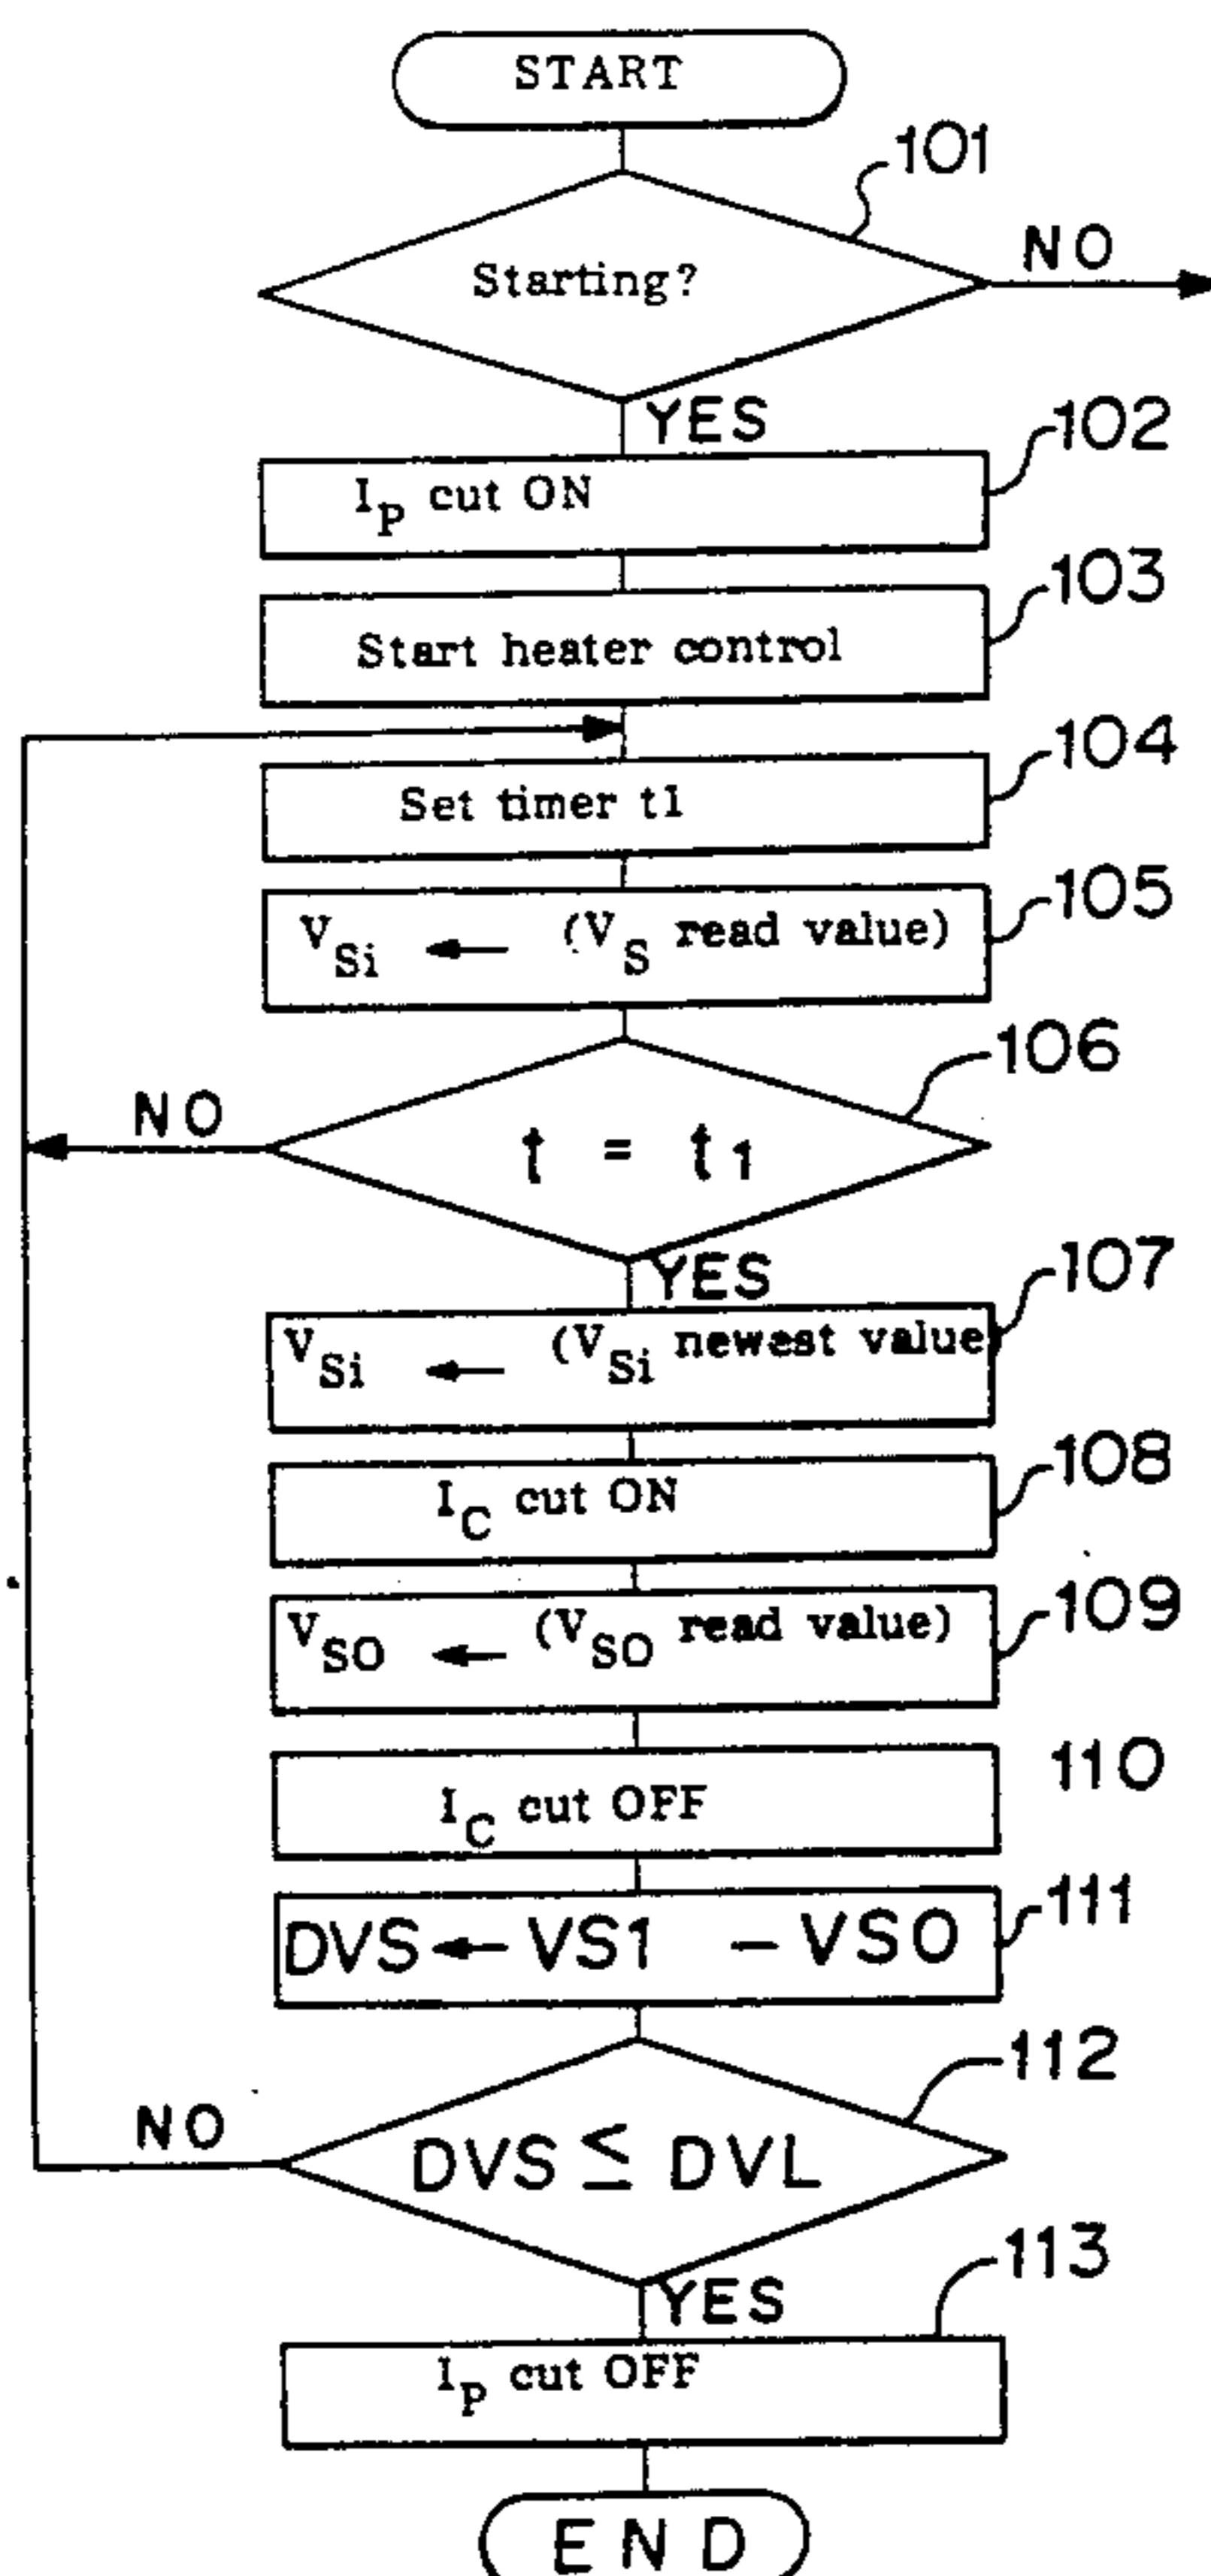 START
101
Starting?
NO
YES
102
I_P cut ON
103
Start heater control
104
Set timer t1
105
V_Si ← (V_S read value)
106
NO
t = t₁
YES
107
V_Si ← (V_Si newest value
108
I_C cut ON
109
V_SO ← (V_SO read value)
110
I_C cut OFF
111
DVS ← VS1 - VSO
112
NO
DVS ≤ DVL
YES
113
I_P cut OFF
END